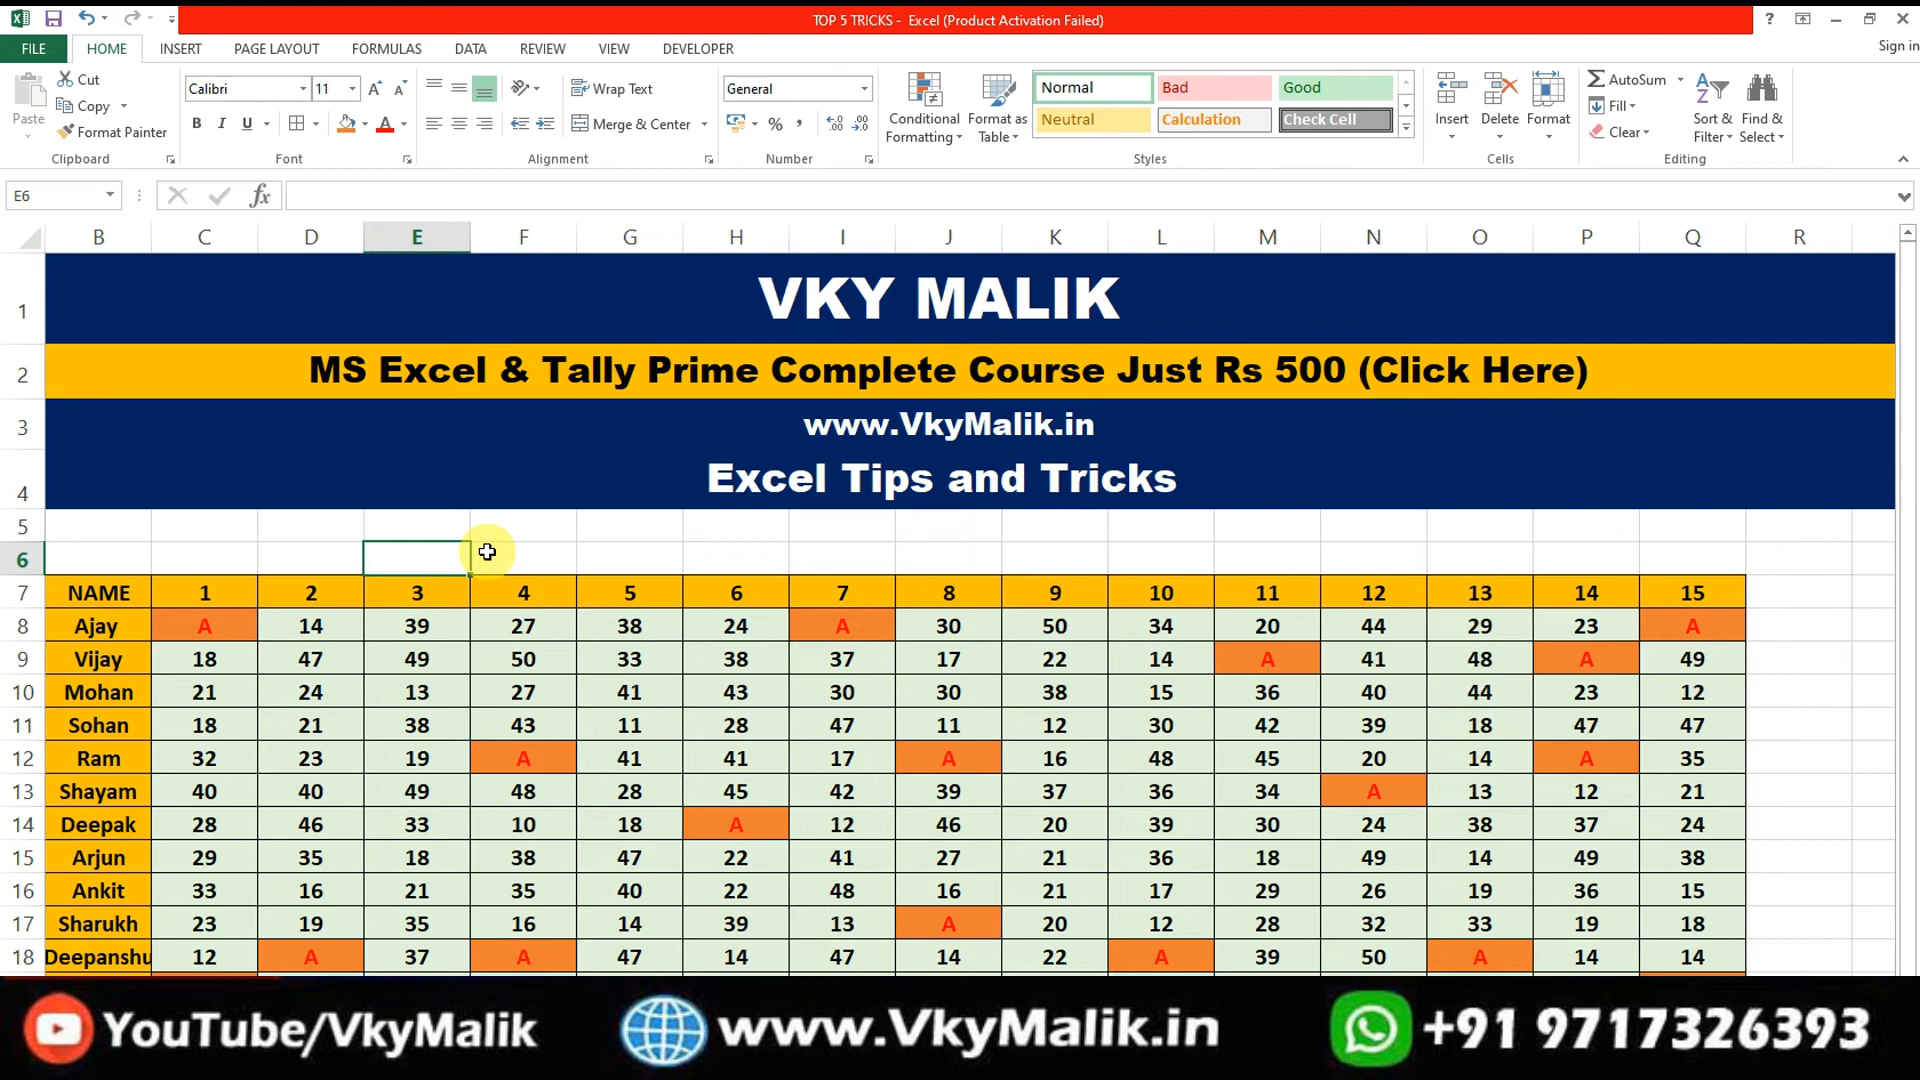 TOP 5 TRICKS - Excel (Product Activation Failed)
FILE HOME INSERT PAGE LAYOUT FORMULAS DATA REVIEW VIEW DEVELOPER Sign in
Paste Cut Copy Format Painter Clipboard
Calibri 11 B I U Font
Wrap Text Merge & Center Alignment
General % , Number
Conditional Formatting Format as Table
Normal Bad Good
Neutral Calculation Check Cell
Styles
Insert Delete Format Cells
AutoSum Fill Clear Sort & Filter Find & Select Editing
E6 fx
B C D E F G H I J K L M N O P Q R
1 VKY MALIK
2 MS Excel & Tally Prime Complete Course Just Rs 500 (Click Here)
3 www.VkyMalik.in
4 Excel Tips and Tricks
5
6
7 NAME 1 2 3 4 5 6 7 8 9 10 11 12 13 14 15
8 Ajay A 14 39 27 38 24 A 30 50 34 20 44 29 23 A
9 Vijay 18 47 49 50 33 38 37 17 22 14 A 41 48 A 49
10 Mohan 21 24 13 27 41 43 30 30 38 15 36 40 44 23 12
11 Sohan 18 21 38 43 11 28 47 11 12 30 42 39 18 47 47
12 Ram 32 23 19 A 41 41 17 A 16 48 45 20 14 A 35
13 Shayam 40 40 49 48 28 45 42 39 37 36 34 A 13 12 21
14 Deepak 28 46 33 10 18 A 12 46 20 39 30 24 38 37 24
15 Arjun 29 35 18 38 47 22 41 27 21 36 18 49 14 49 38
16 Ankit 33 16 21 35 40 22 48 16 21 17 29 26 19 36 15
17 Sharukh 23 19 35 16 14 39 13 A 20 12 28 32 33 19 18
18 Deepanshu 12 A 37 A 47 14 47 14 22 A 39 50 A 14 14
YouTube/VkyMalik www.VkyMalik.in +91 9717326393